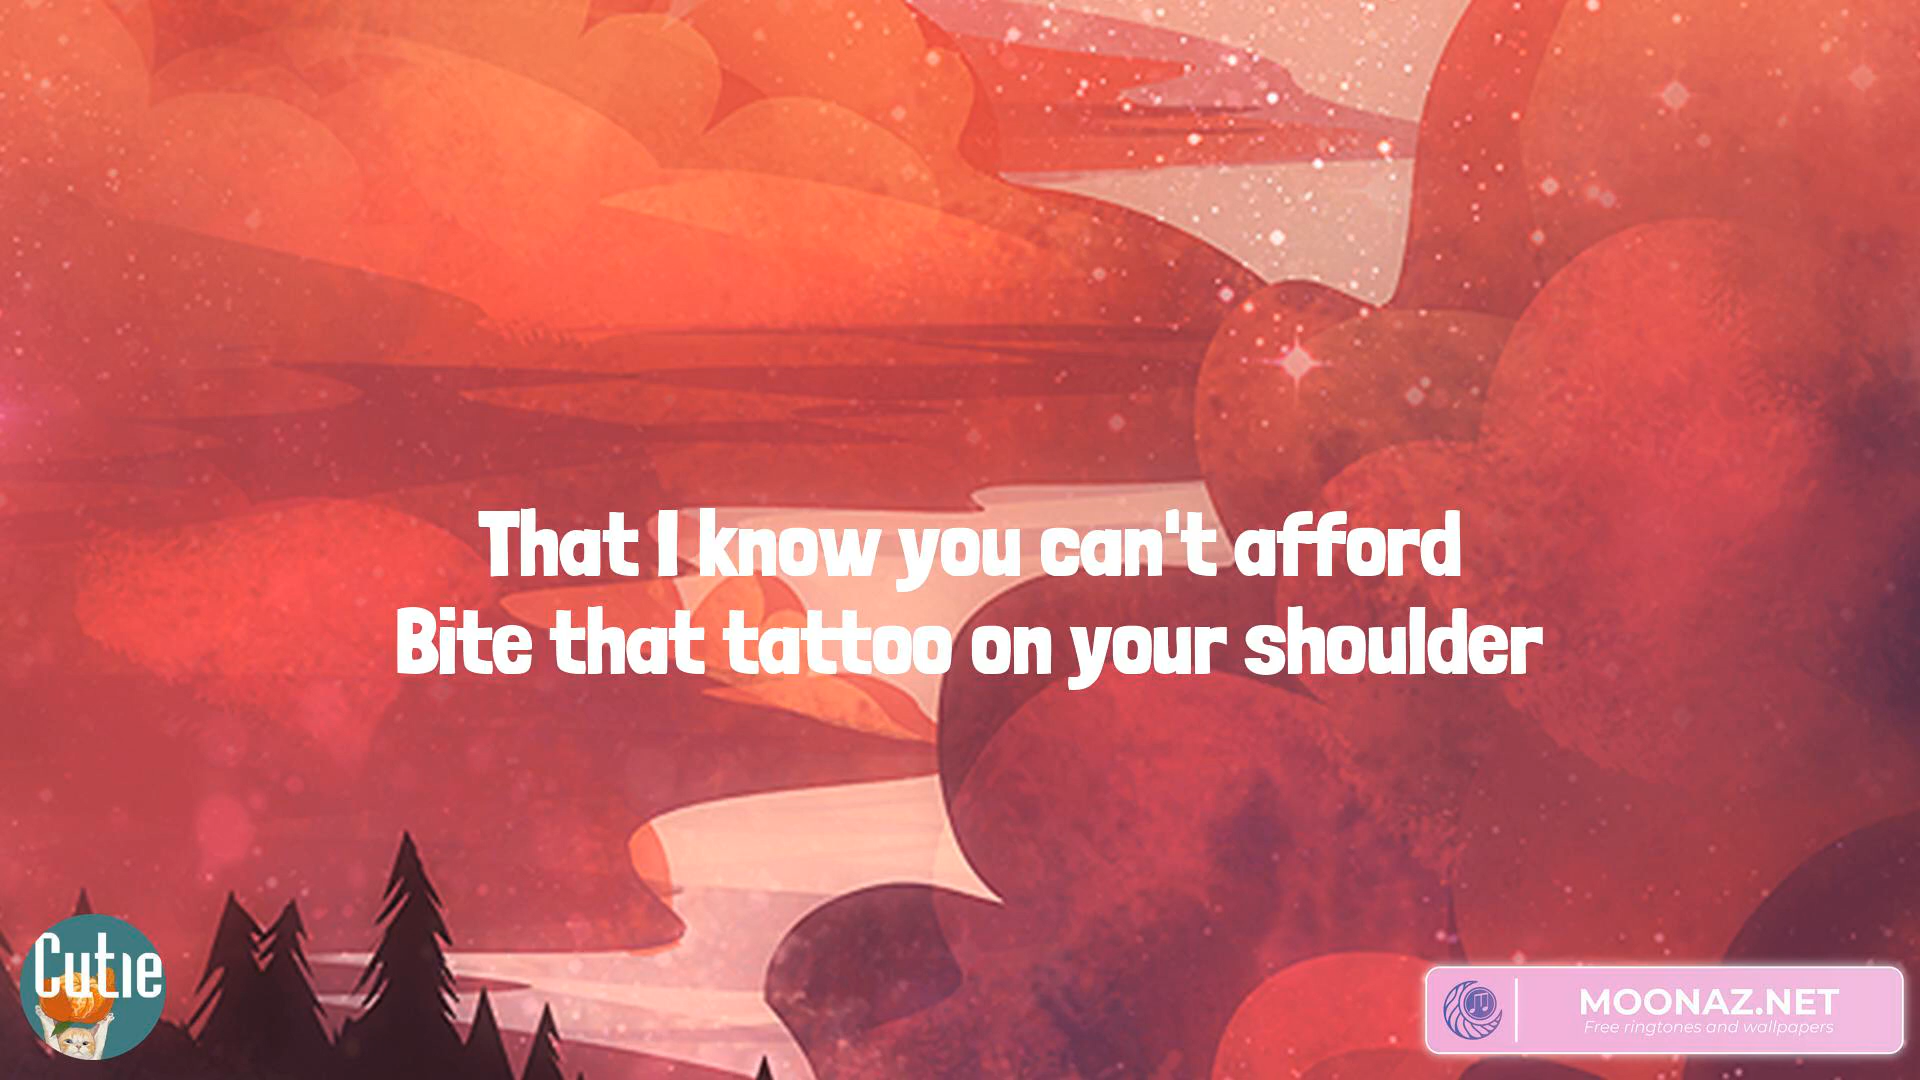 That I know you can't afford
Bite that tattoo on your shoulder
Cutie
MOONAZ.NET
Free ringtones and wallpapers